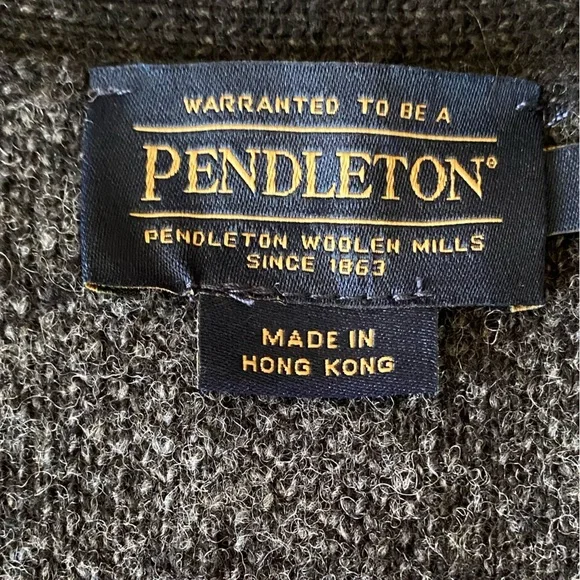 WARRANTED TO BE A
PENDLETON®
PENDLETON WOOLEN MILLS
SINCE 1863
MADE IN
HONG KONG